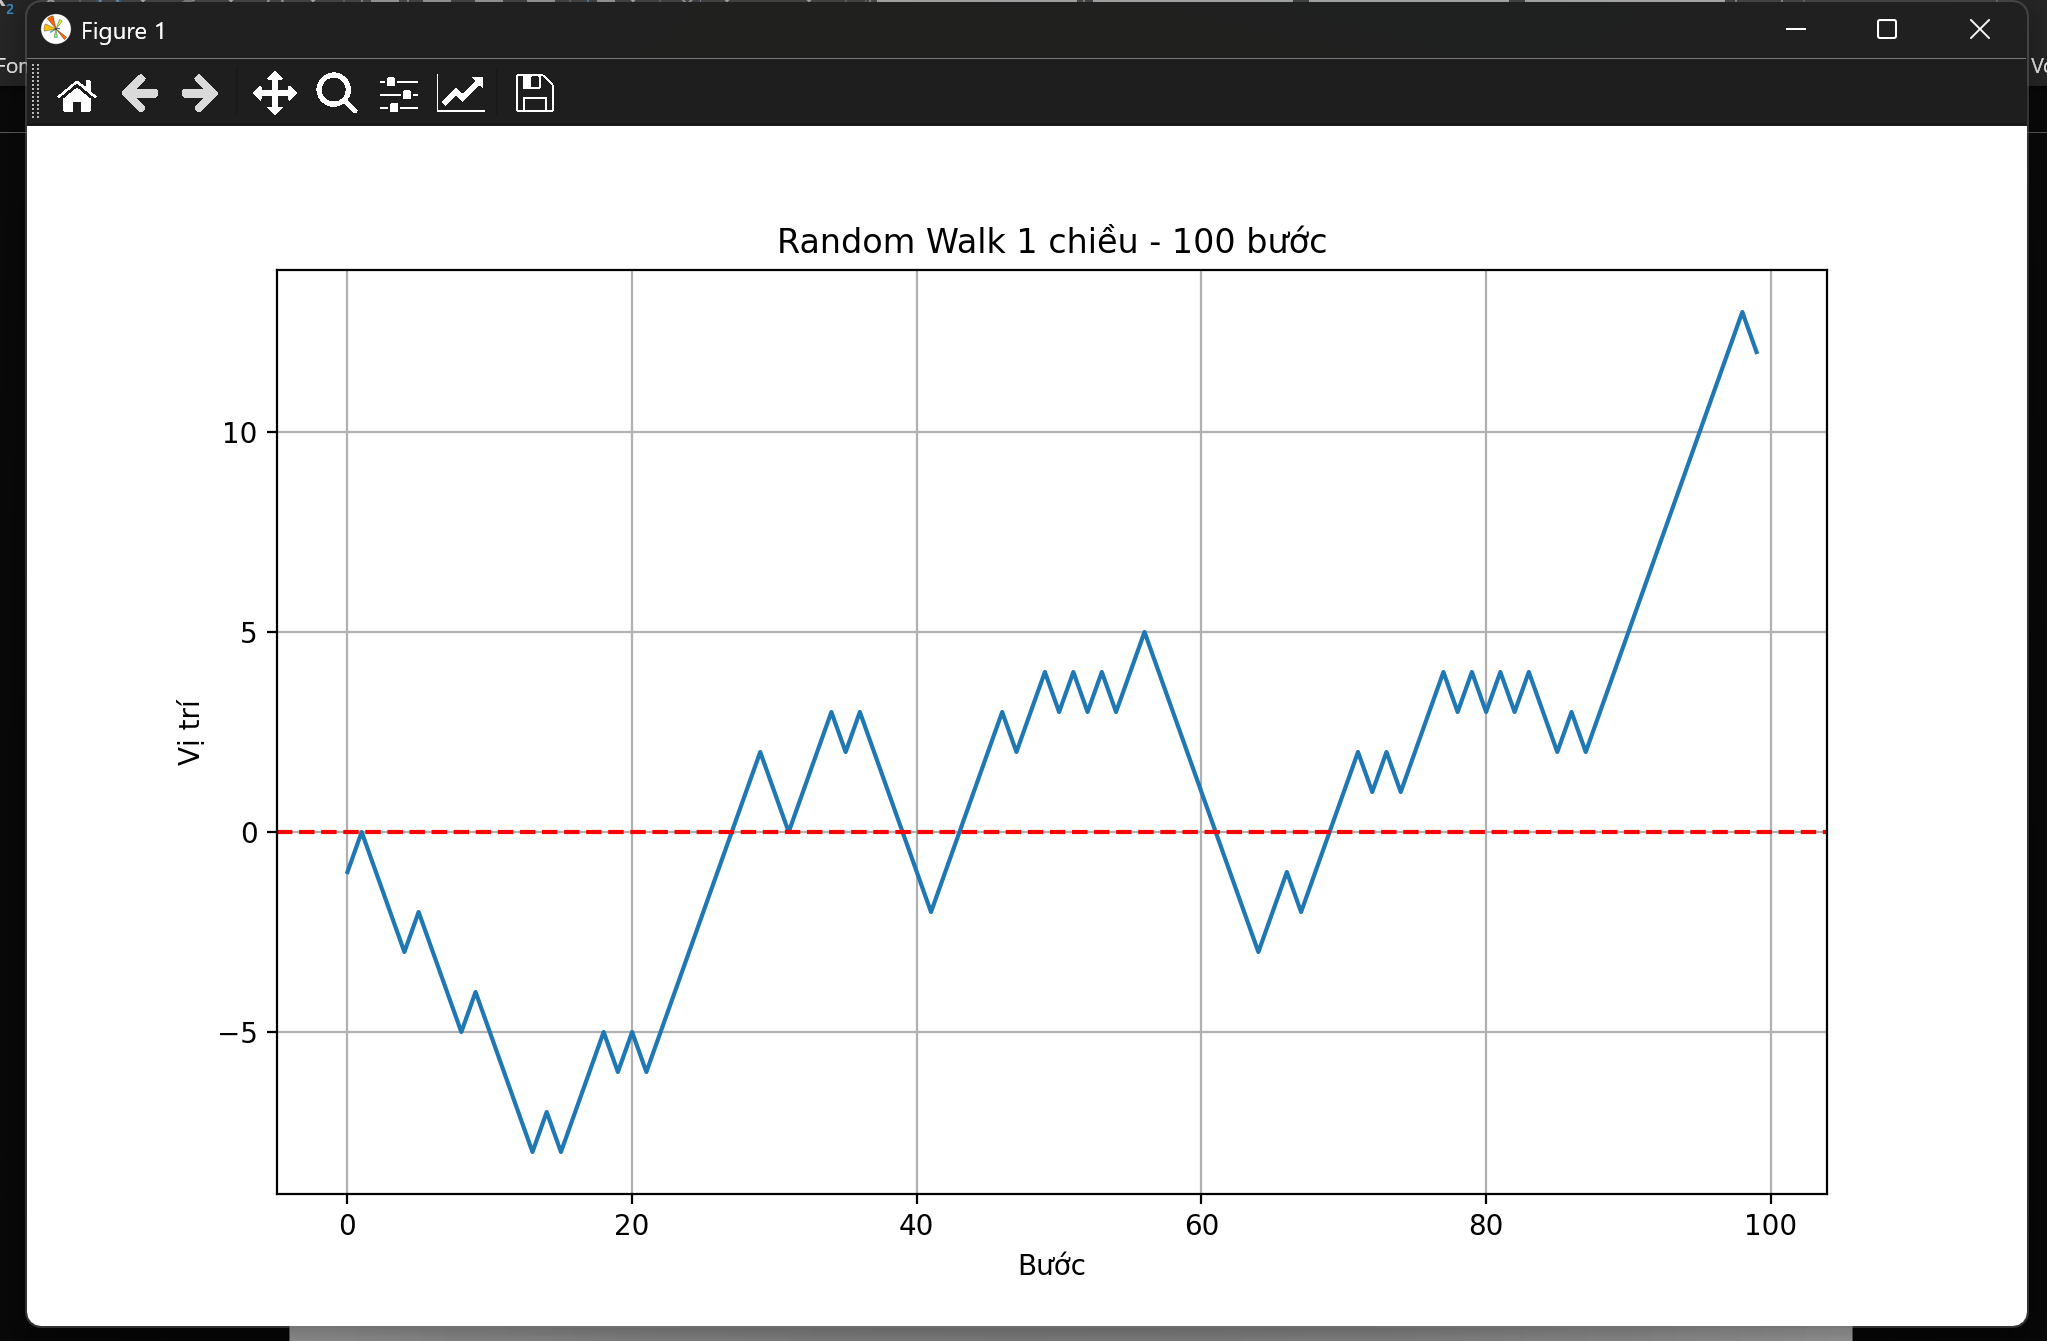 Figure 1
Random Walk 1 chiều - 100 bước
10
5
0
−5
Vị trí
0 20 40 60 80 100
Bước